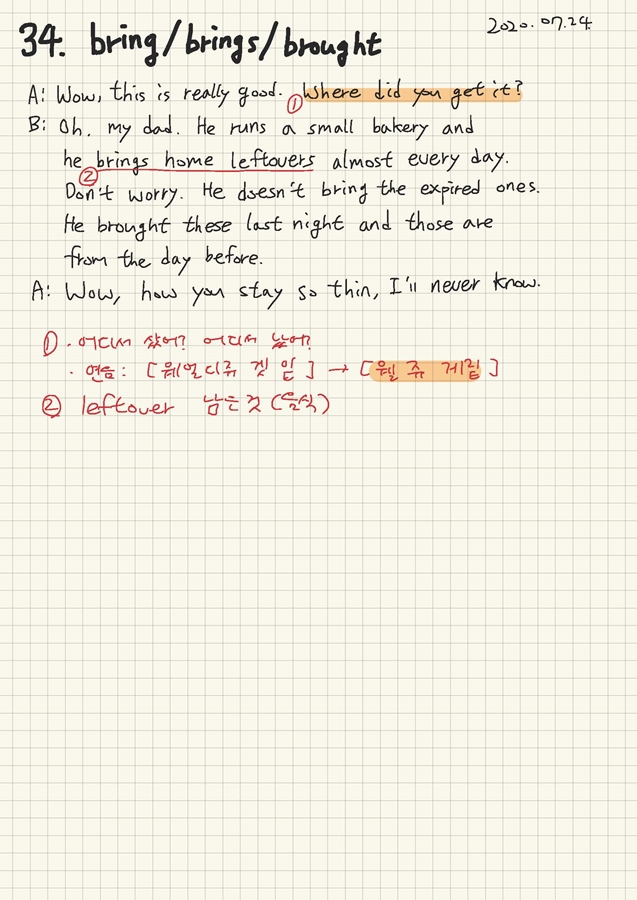 34. bring/brings/brought
2020.07.24.
A: Wow, this is really good. ① Where did you get it?
B: Oh. my dad. He runs a small bakery and
he ② brings home leftovers almost every day.
Don't worry. He doesn't bring the expired ones.
He brought these last night and those are
from the day before.
A: Wow, how you stay so thin, I'll never know.
① · 어디서 샀어? 어디서 났어?
· 연음: [웨얼디쥬 겟 잍] → [웰 쥬 게맅]
② leftover 남은 것 (음식)